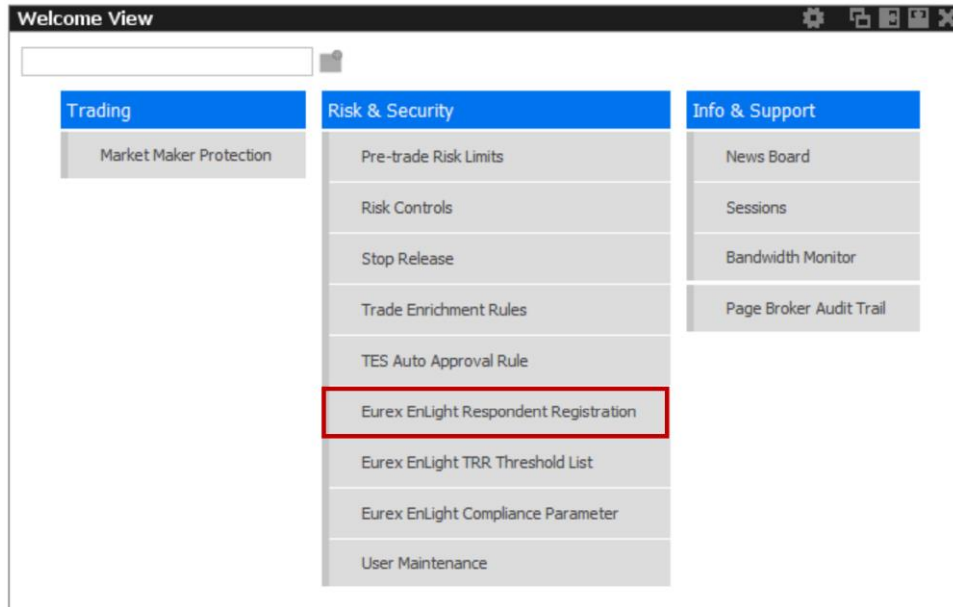 Welcome View
Trading
Market Maker Protection
Risk & Security
Pre-trade Risk Limits
Risk Controls
Stop Release
Trade Enrichment Rules
TES Auto Approval Rule
Eurex EnLight Respondent Registration
Eurex EnLight TRR Threshold List
Eurex EnLight Compliance Parameter
User Maintenance
Info & Support
News Board
Sessions
Bandwidth Monitor
Page Broker Audit Trail